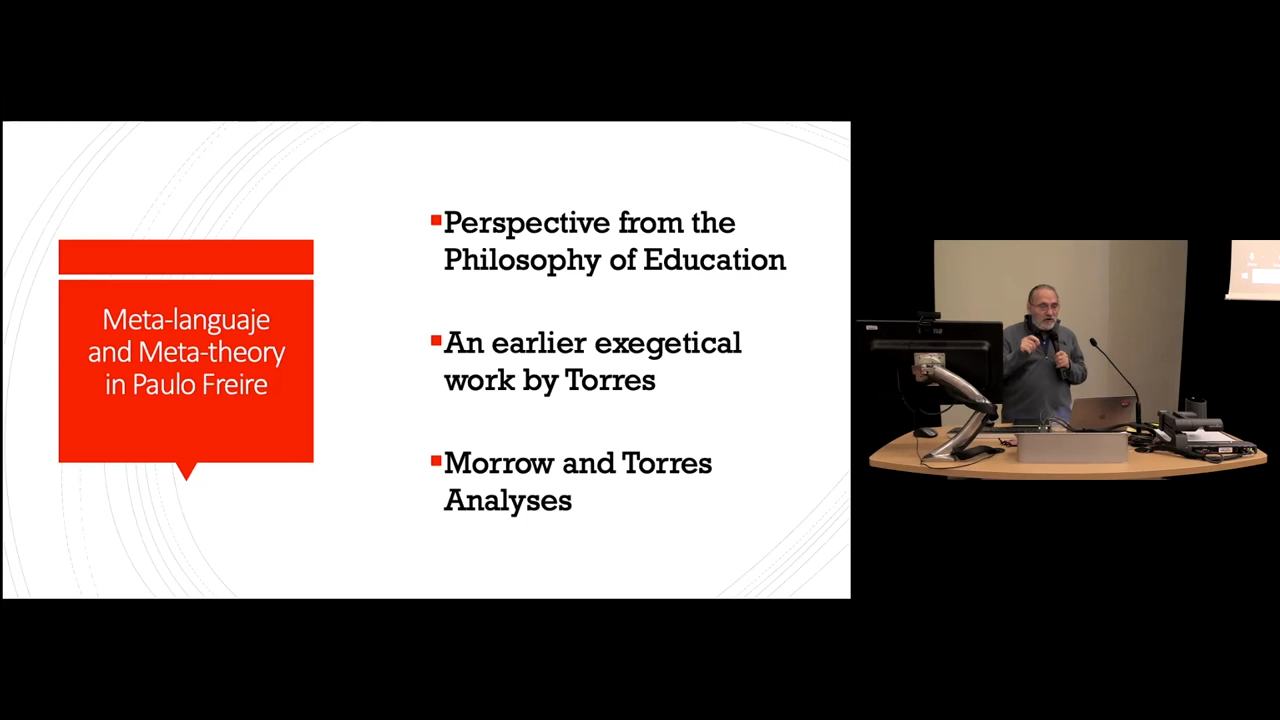 Meta-languaje
and Meta-theory
in Paulo Freire
Perspective from the
Philosophy of Education
An earlier exegetical
work by Torres
Morrow and Torres
Analyses